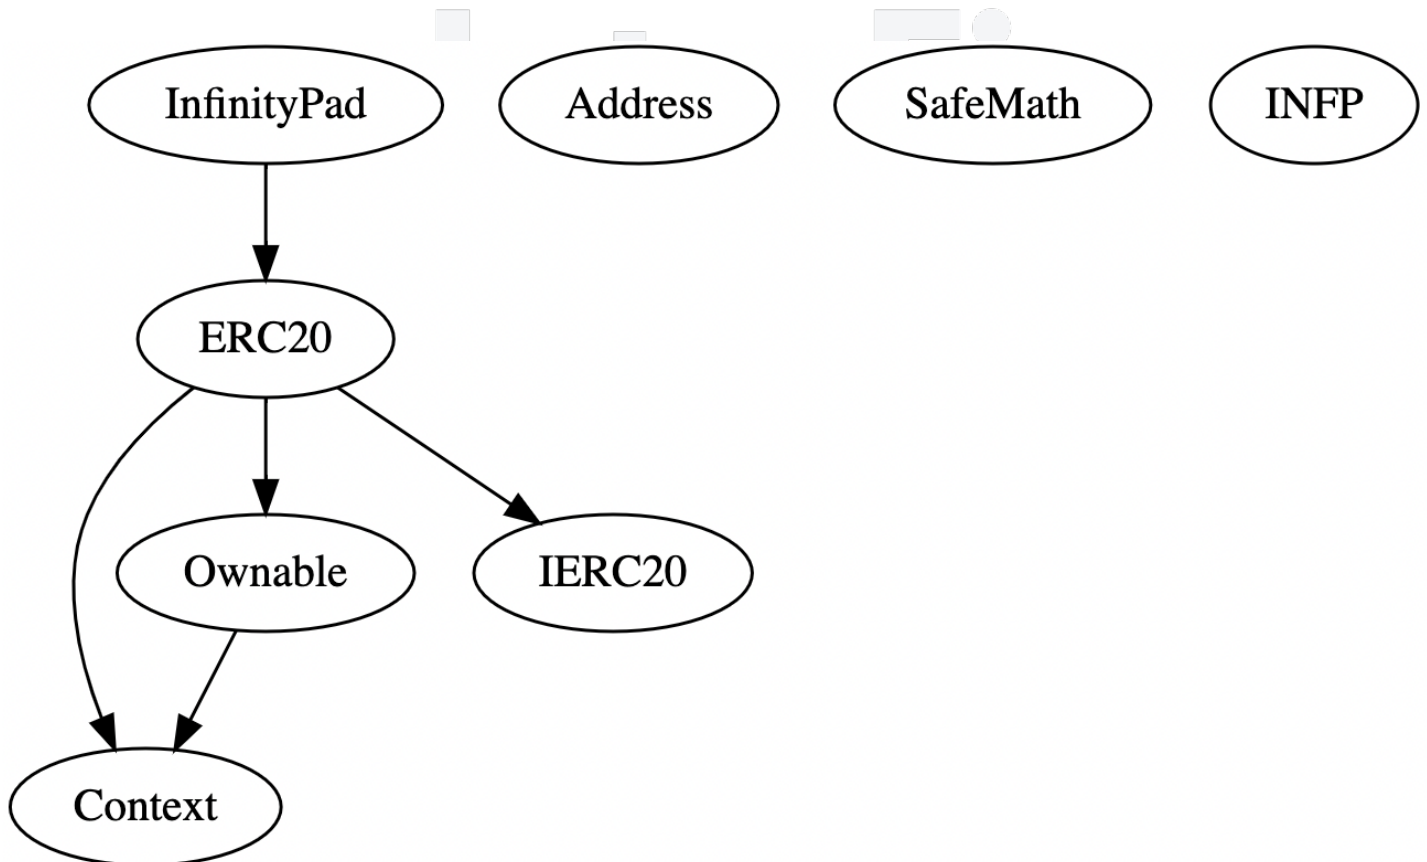 InfinityPad
Address
SafeMath
INFP
ERC20
Ownable
IERC20
Context